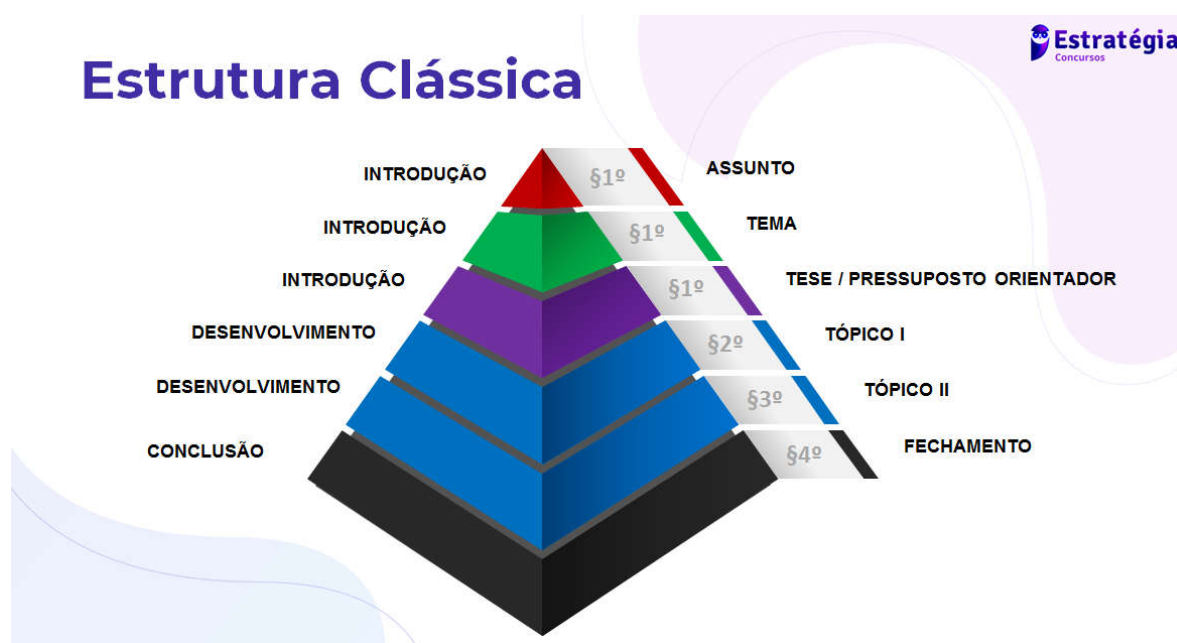 Estratégia
Concursos
Estrutura Clássica
INTRODUÇÃO §1º ASSUNTO
INTRODUÇÃO §1º TEMA
INTRODUÇÃO §1º TESE / PRESSUPOSTO ORIENTADOR
DESENVOLVIMENTO §2º TÓPICO I
DESENVOLVIMENTO §3º TÓPICO II
CONCLUSÃO §4º FECHAMENTO